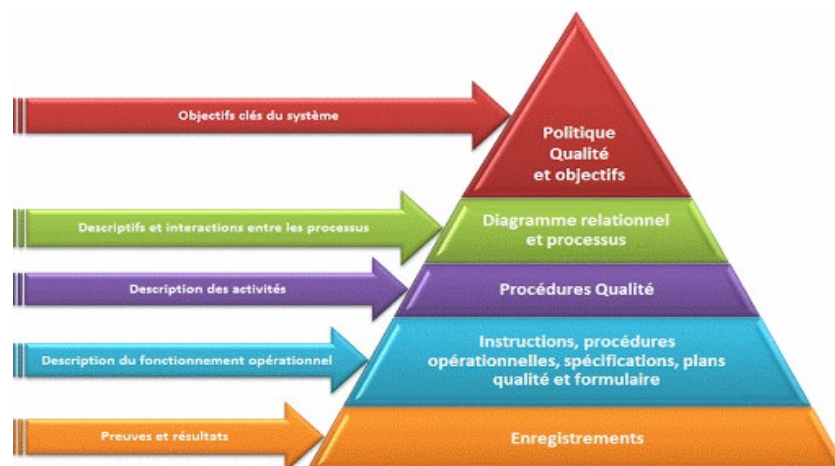 Objectifs clés du système
Politique
Qualité
et objectifs
Descriptifs et interactions entre les processus
Diagramme relationnel
et processus
Description des activités
Procédures Qualité
Description du fonctionnement opérationnel
Instructions, procédures
opérationnelles, spécifications, plans
qualité et formulaire
Preuves et résultats
Enregistrements